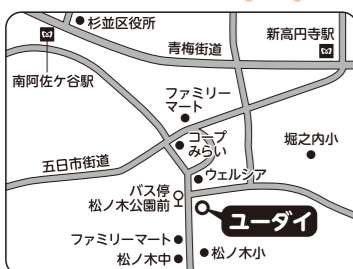 杉並区役所
新高円寺駅
青梅街道
南阿佐ケ谷駅
ファミリー
マート
コープ
みらい
堀之内小
五日市街道
ウェルシア
バス停
松ノ木公園前
ユーダイ
ファミリーマート
松ノ木小
松ノ木中